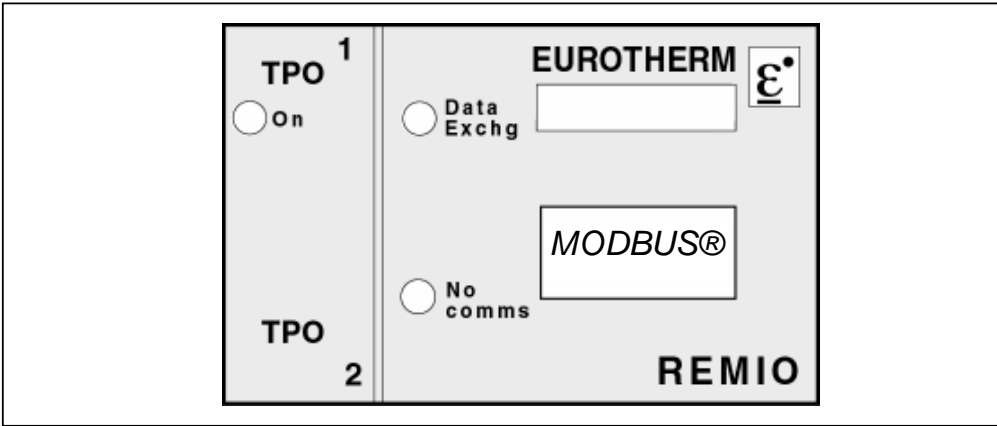 1
TPO
On
TPO
2
EUROTHERM
ε
Data
Exchg
MODBUS®
No
comms
REMIO